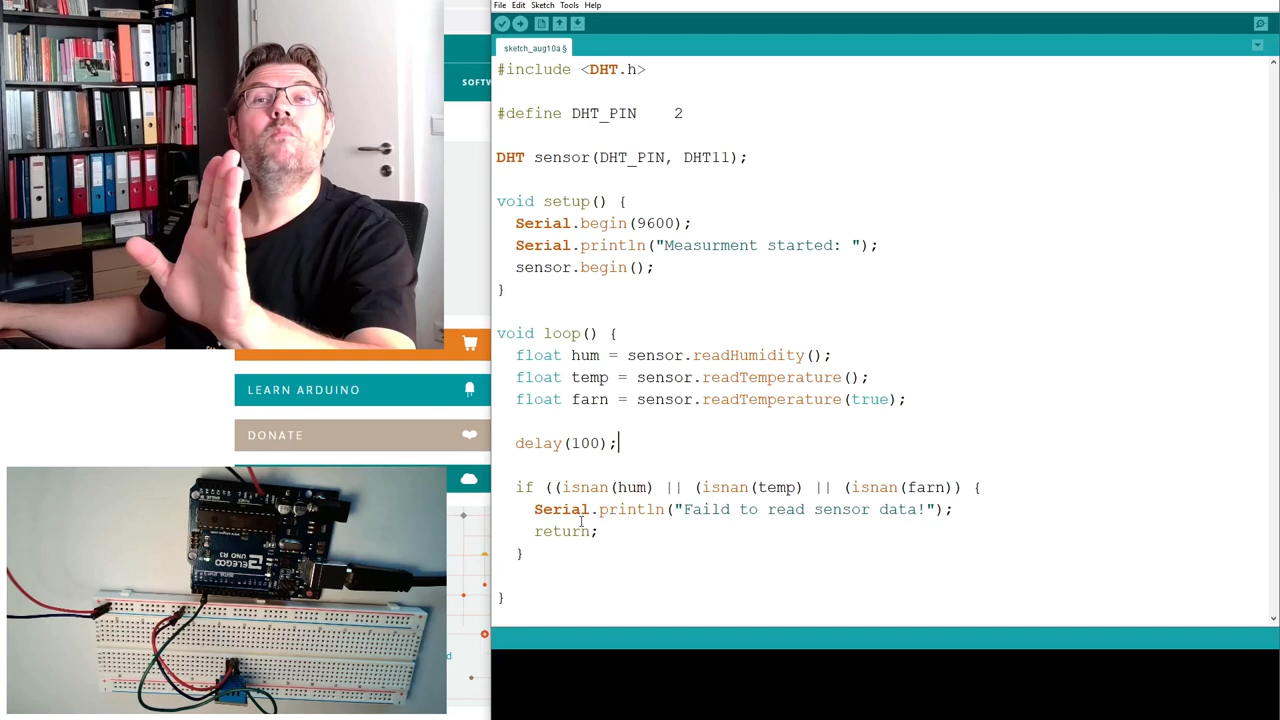 File Edit Sketch Tools Help
sketch_aug10a §
#include <DHT.h>
#define DHT_PIN    2
DHT sensor(DHT_PIN, DHT11);
void setup() {
  Serial.begin(9600);
  Serial.println("Measurment started: ");
  sensor.begin();
}
void loop() {
  float hum = sensor.readHumidity();
  float temp = sensor.readTemperature();
  float farn = sensor.readTemperature(true);
  delay(100);
  if ((isnan(hum) || (isnan(temp) || (isnan(farn)) {
    Serial.println("Faild to read sensor data!");
    return;
  }
}
SOFTW
LEARN ARDUINO
DONATE
d
ELEGOO
UNO R3